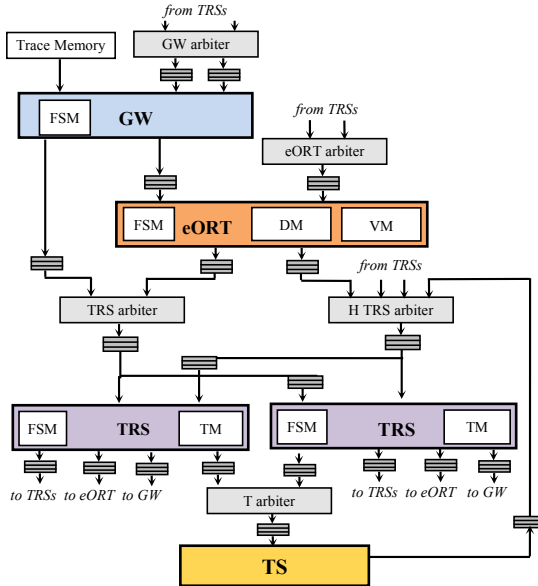 from TRSs
Trace Memory
GW arbiter
FSM
GW
from TRSs
eORT arbiter
FSM
eORT
DM
VM
from TRSs
TRS arbiter
H TRS arbiter
FSM
TRS
TM
FSM
TRS
TM
to TRSs
to eORT
to GW
to TRSs
to eORT
to GW
T arbiter
TS